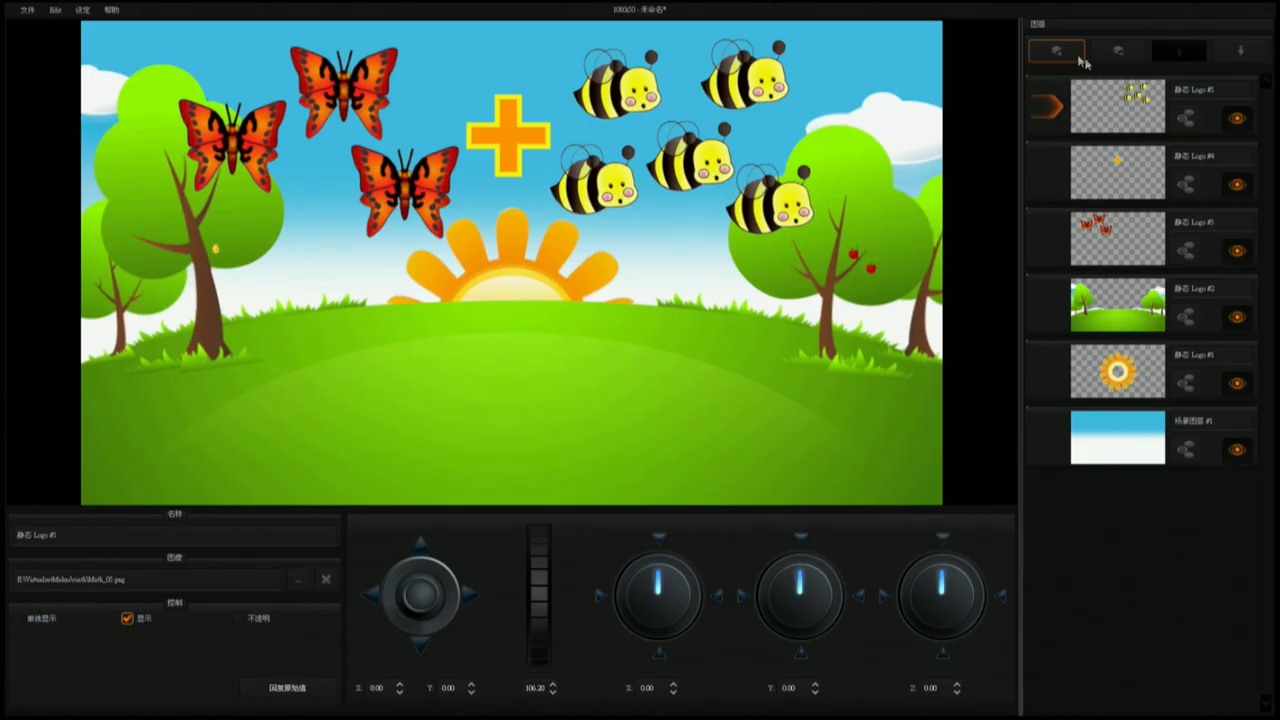 文件 Edit 设定 帮助
1080i50 - 未命名*
图层
静态 Logo #5
静态 Logo #4
静态 Logo #3
静态 Logo #2
静态 Logo #1
场景图层 #1
名称
静态 Logo #5
图像
...
控制
单独显示 显示 不透明
回复原始值
X: 0.00 Y: 0.00 106.20 X: 0.00 Y: 0.00 Z: 0.00